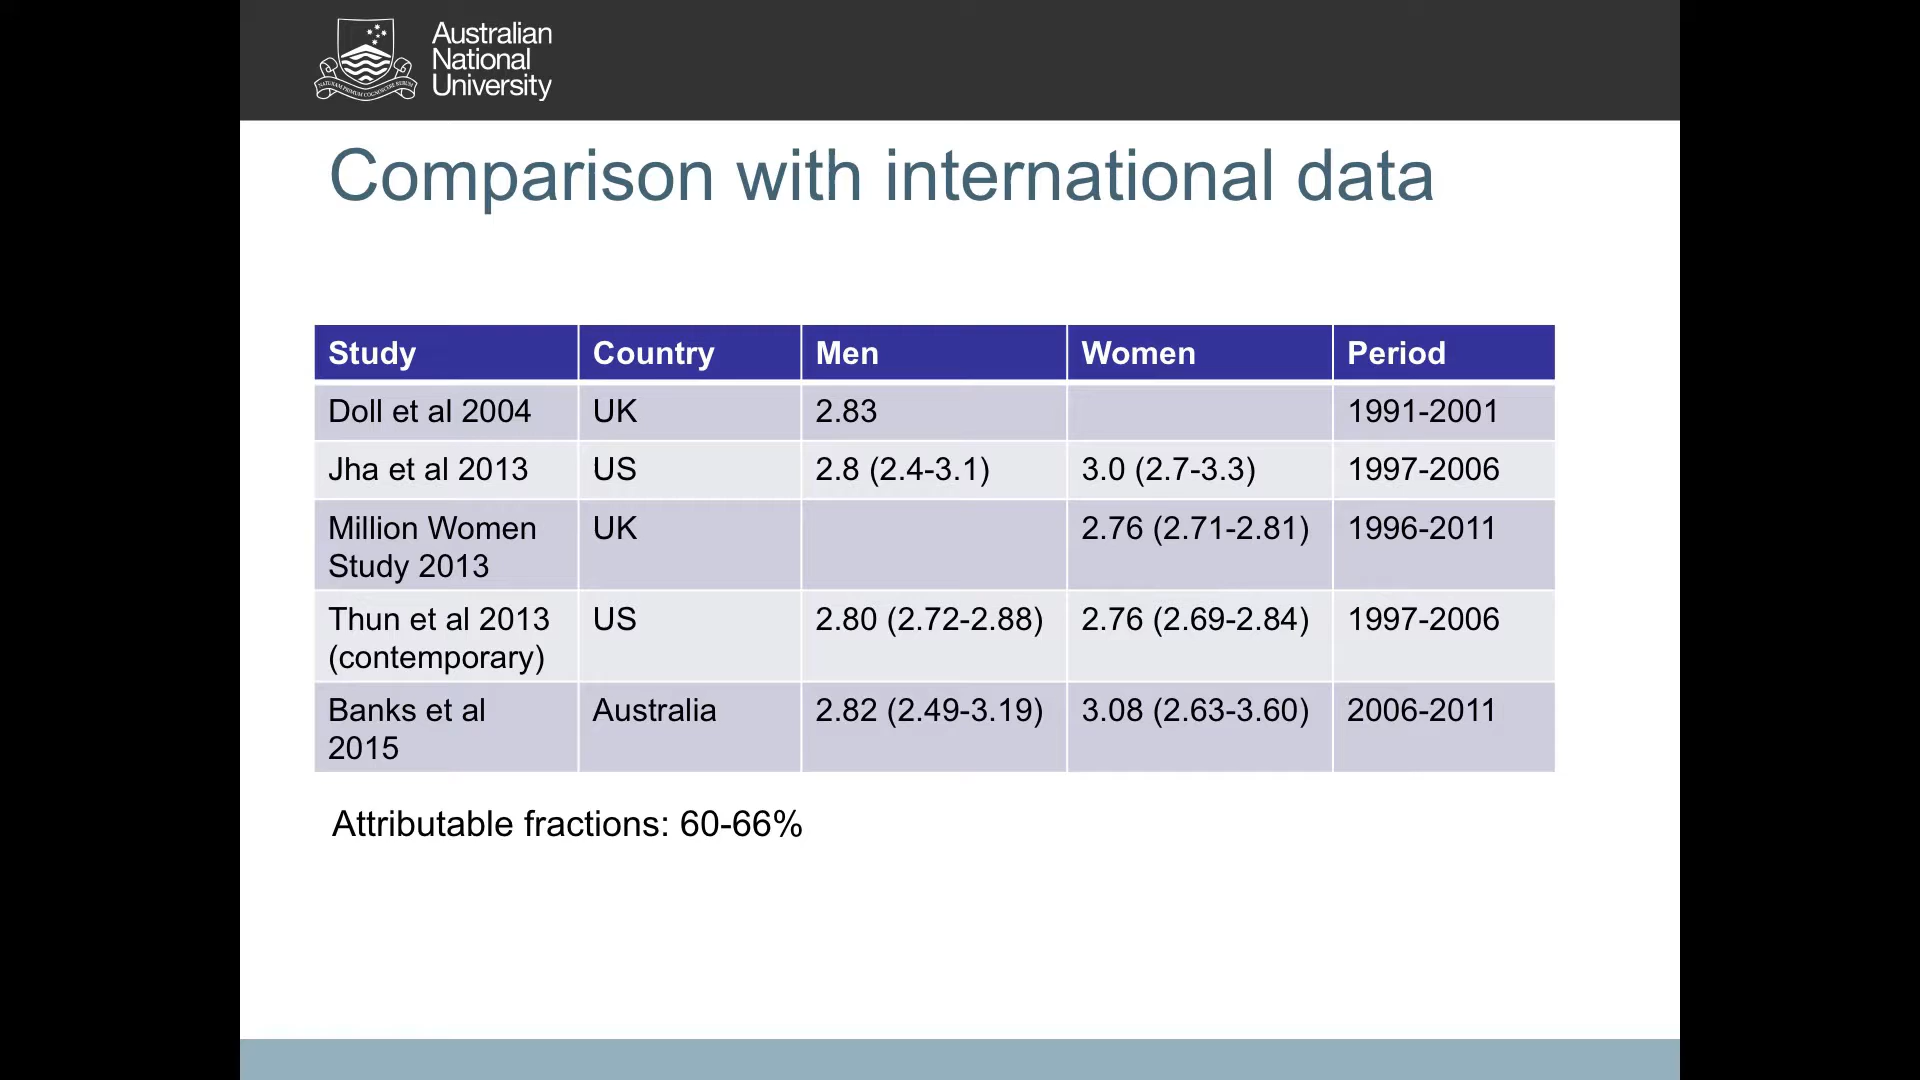 Australian
National
University
NATURAM PRIMUM COGNOSCERE RERUM
Comparison with international data
Study Country Men Women Period
Doll et al 2004 UK 2.83 1991-2001
Jha et al 2013 US 2.8 (2.4-3.1) 3.0 (2.7-3.3) 1997-2006
Million Women UK 2.76 (2.71-2.81) 1996-2011
Study 2013
Thun et al 2013 US 2.80 (2.72-2.88) 2.76 (2.69-2.84) 1997-2006
(contemporary)
Banks et al Australia 2.82 (2.49-3.19) 3.08 (2.63-3.60) 2006-2011
2015
Attributable fractions: 60-66%